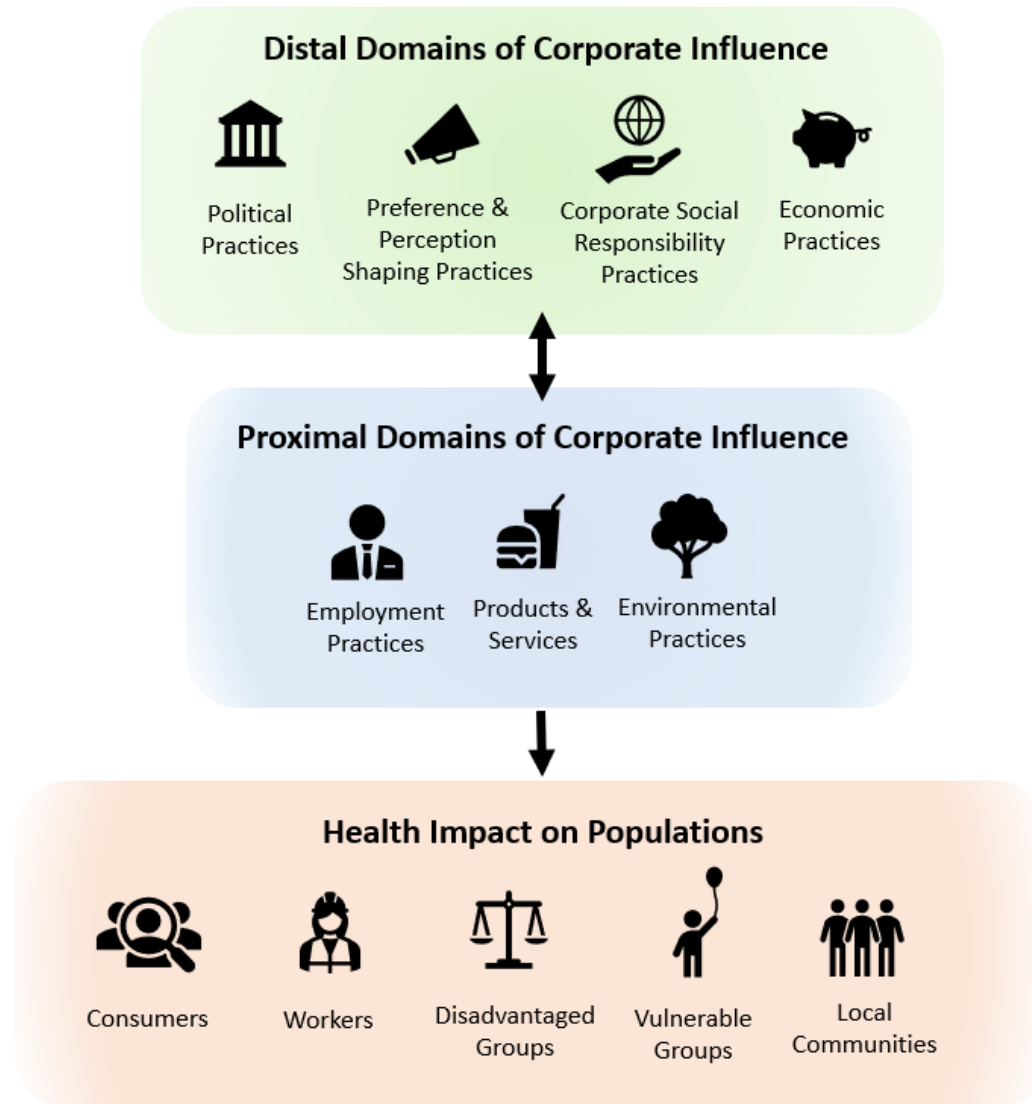 Distal Domains of Corporate Influence
Political
Practices
Preference &
Perception
Shaping Practices
Corporate Social
Responsibility
Practices
Economic
Practices
Proximal Domains of Corporate Influence
Employment
Practices
Products &
Services
Environmental
Practices
Health Impact on Populations
Consumers
Workers
Disadvantaged
Groups
Vulnerable
Groups
Local
Communities